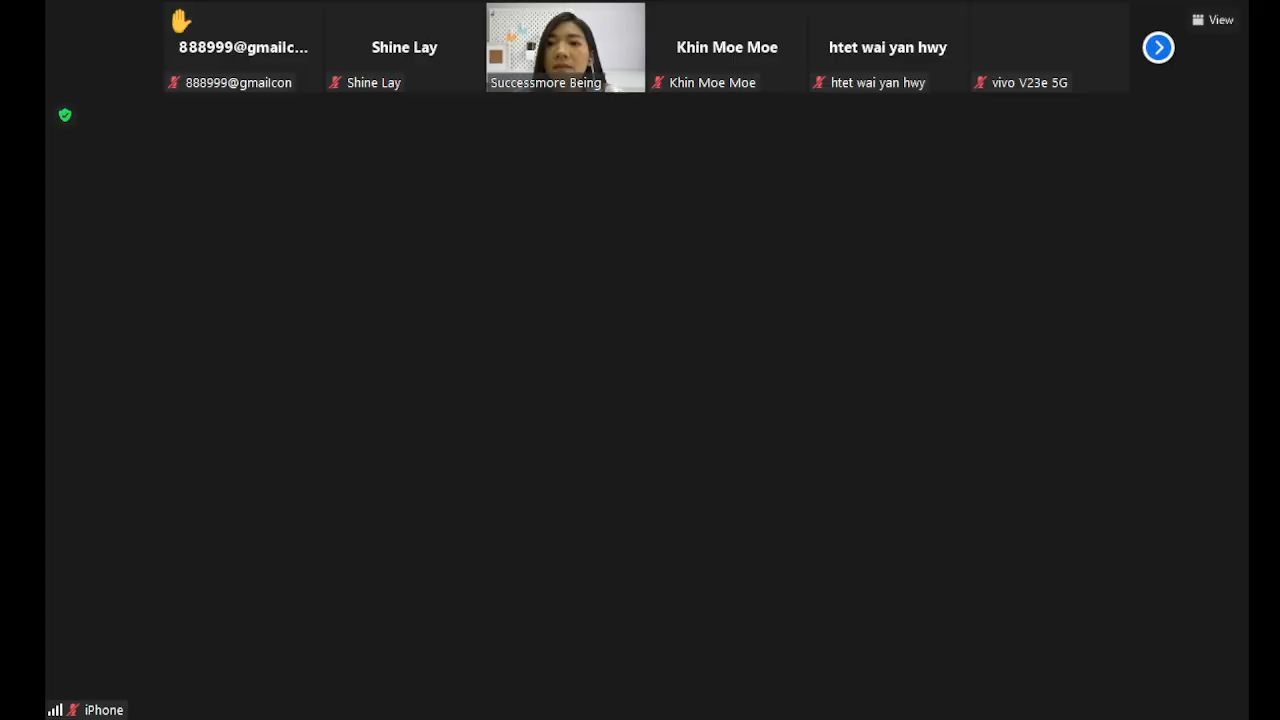 888999@gmailc...
Shine Lay
Khin Moe Moe
htet wai yan hwy
View
888999@gmailcon
Shine Lay
Successmore Being
Khin Moe Moe
htet wai yan hwy
vivo V23e 5G
iPhone